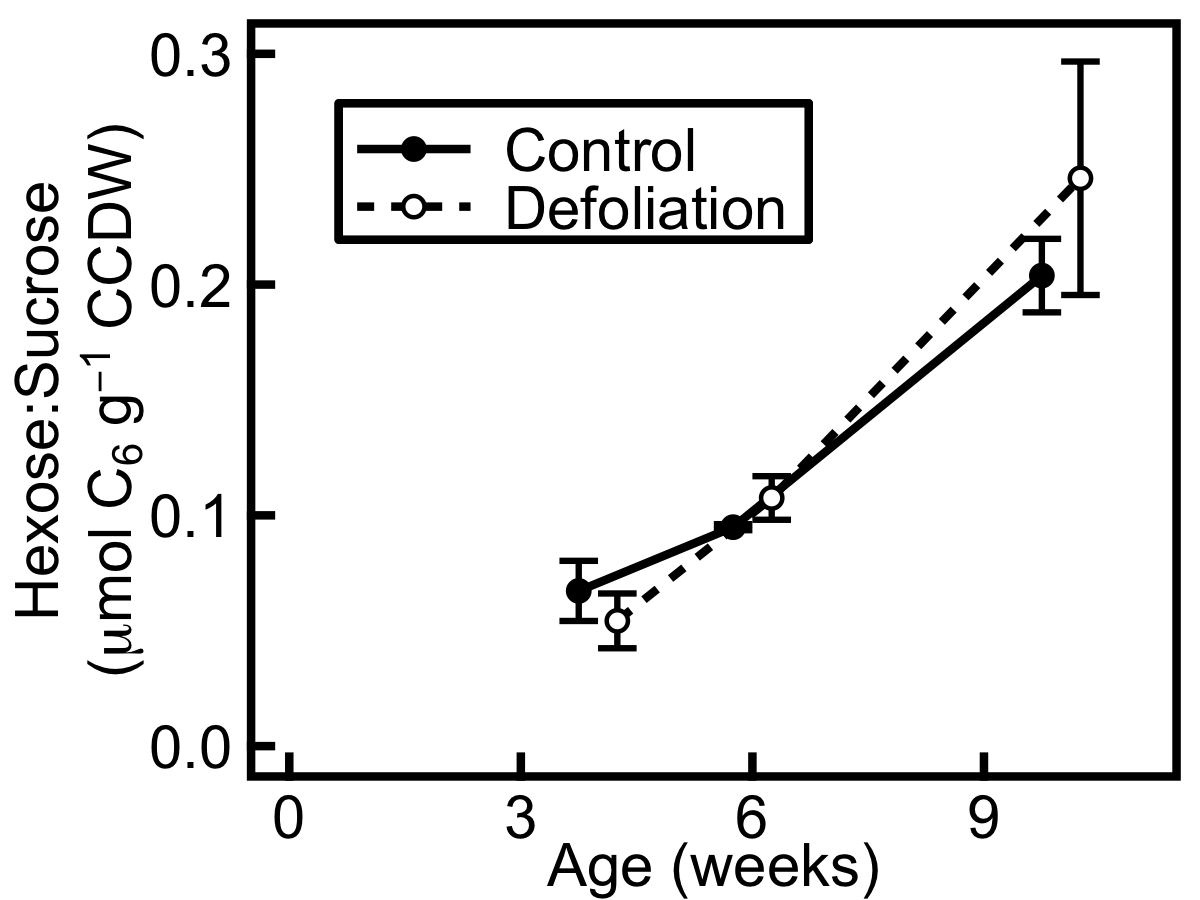 Hexose:Sucrose
(μmol C₆ g⁻¹ CCDW)
0.3
0.2
0.1
0.0
Control
Defoliation
0 3 6 9
Age (weeks)